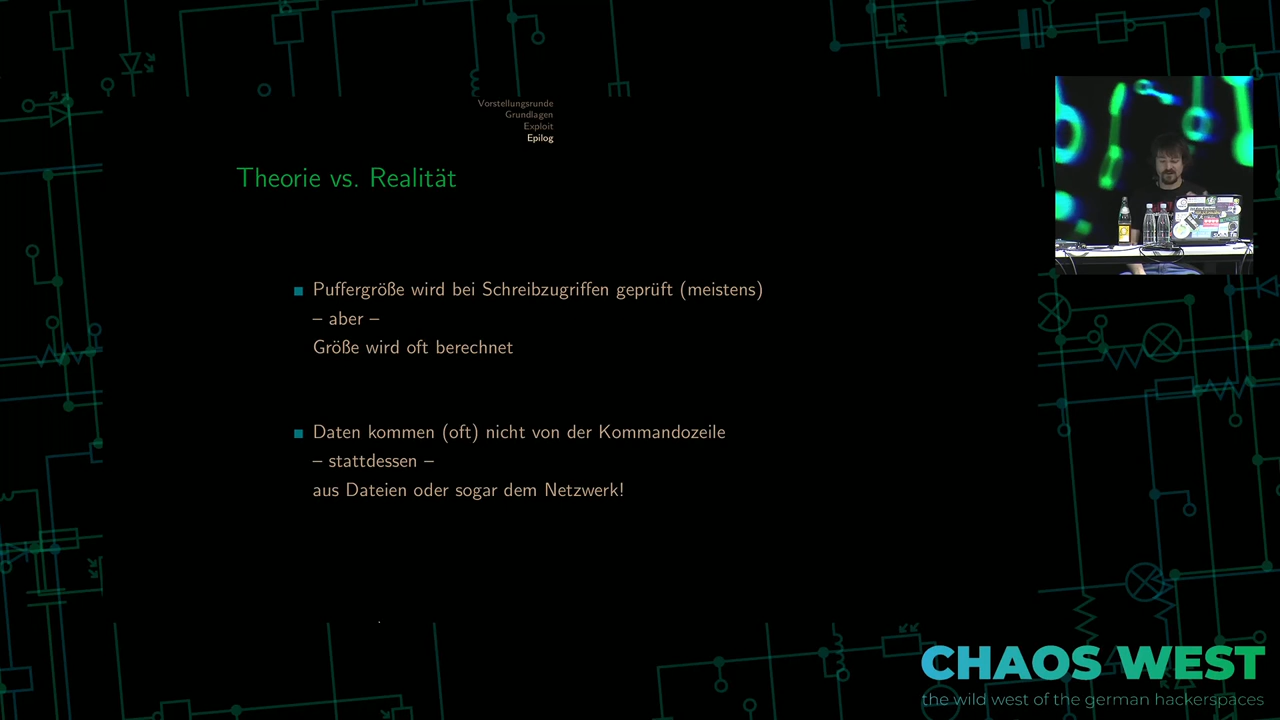 Vorstellungsrunde
Grundlagen
Exploit
Epilog
Theorie vs. Realität
Puffergröße wird bei Schreibzugriffen geprüft (meistens)
– aber –
Größe wird oft berechnet
Daten kommen (oft) nicht von der Kommandozeile
– stattdessen –
aus Dateien oder sogar dem Netzwerk!
CHAOS WEST
the wild west of the german hackerspaces